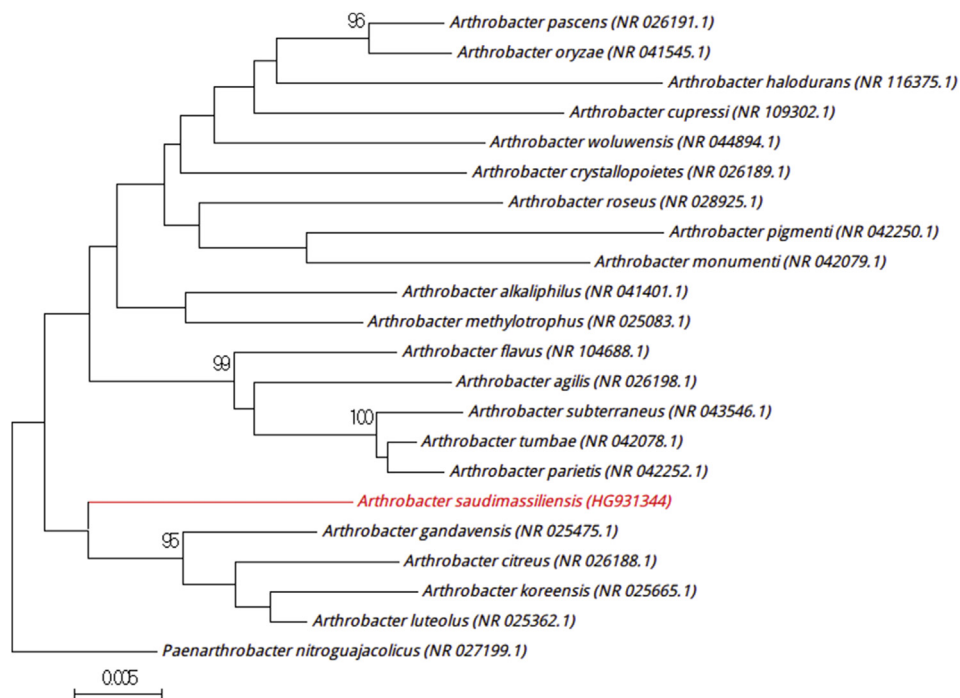 96
Arthrobacter pascens (NR 026191.1)
Arthrobacter oryzae (NR 041545.1)
Arthrobacter halodurans (NR 116375.1)
Arthrobacter cupressi (NR 109302.1)
Arthrobacter woluwensis (NR 044894.1)
Arthrobacter crystallopoietes (NR 026189.1)
Arthrobacter roseus (NR 028925.1)
Arthrobacter pigmenti (NR 042250.1)
Arthrobacter monumenti (NR 042079.1)
Arthrobacter alkaliphilus (NR 041401.1)
Arthrobacter methylotrophus (NR 025083.1)
99
Arthrobacter flavus (NR 104688.1)
Arthrobacter agilis (NR 026198.1)
100
Arthrobacter subterraneus (NR 043546.1)
Arthrobacter tumbae (NR 042078.1)
Arthrobacter parietis (NR 042252.1)
Arthrobacter saudimassiliensis (HG931344)
95
Arthrobacter gandavensis (NR 025475.1)
Arthrobacter citreus (NR 026188.1)
Arthrobacter koreensis (NR 025665.1)
Arthrobacter luteolus (NR 025362.1)
Paenarthrobacter nitroguajacolicus (NR 027199.1)
0.005